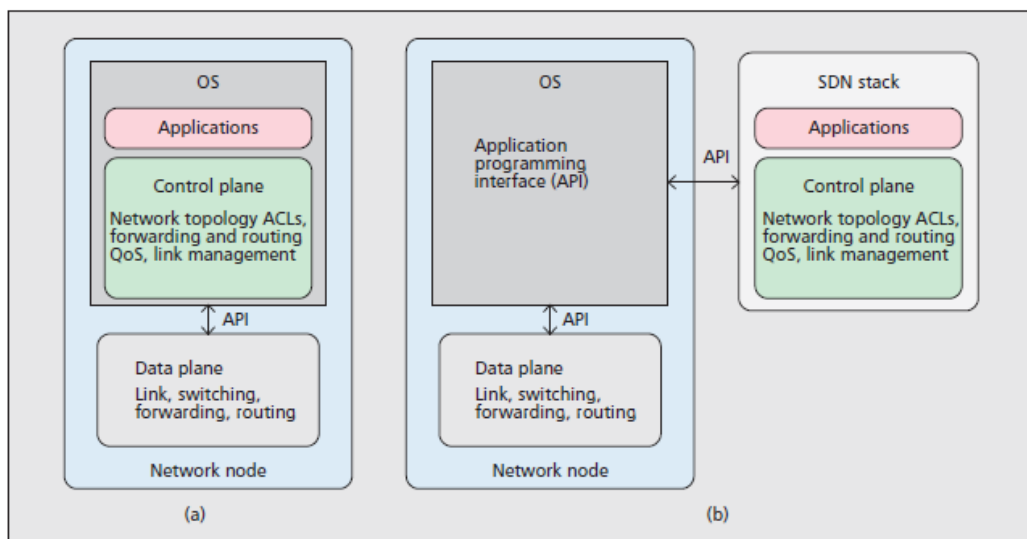 OS
Applications
Control plane
Network topology ACLs,
forwarding and routing
QoS, link management
API
Data plane
Link, switching,
forwarding, routing
Network node
(a)
OS
Application
programming
interface (API)
API
Data plane
Link, switching,
forwarding, routing
Network node
API
SDN stack
Applications
Control plane
Network topology ACLs,
forwarding and routing
QoS, link management
(b)